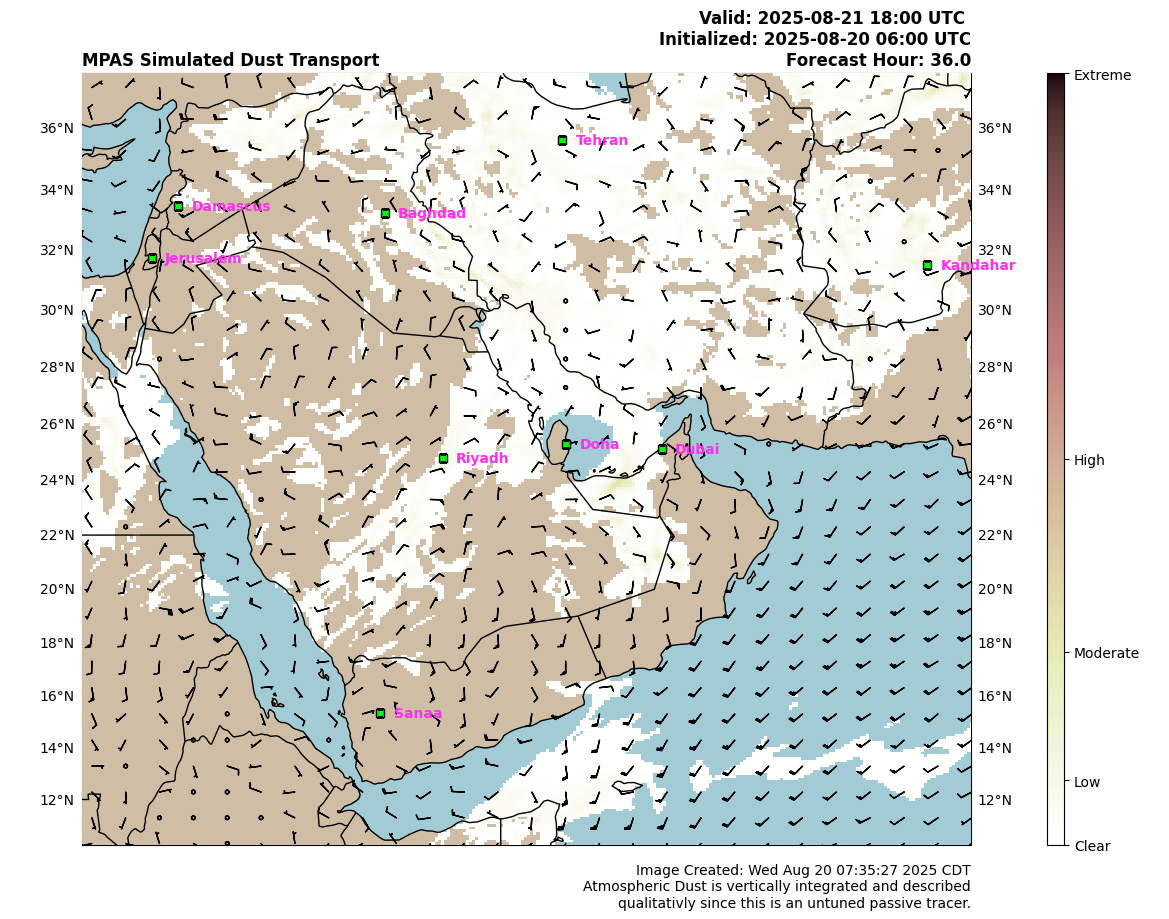 Valid: 2025-08-21 18:00 UTC
Initialized: 2025-08-20 06:00 UTC
MPAS Simulated Dust Transport
Forecast Hour: 36.0
Extreme
36°N
36°N
Tehran
34°N
34°N
Damascus
Baghdad
32°N
32°N
Jerusalem
Kandahar
30°N
30°N
28°N
28°N
26°N
26°N
Doha
Dubai
Riyadh
High
24°N
24°N
22°N
22°N
20°N
20°N
18°N
18°N
Moderate
16°N
16°N
Sanaa
14°N
14°N
Low
12°N
12°N
Clear
Image Created: Wed Aug 20 07:35:27 2025 CDT
Atmospheric Dust is vertically integrated and described
qualitativly since this is an untuned passive tracer.